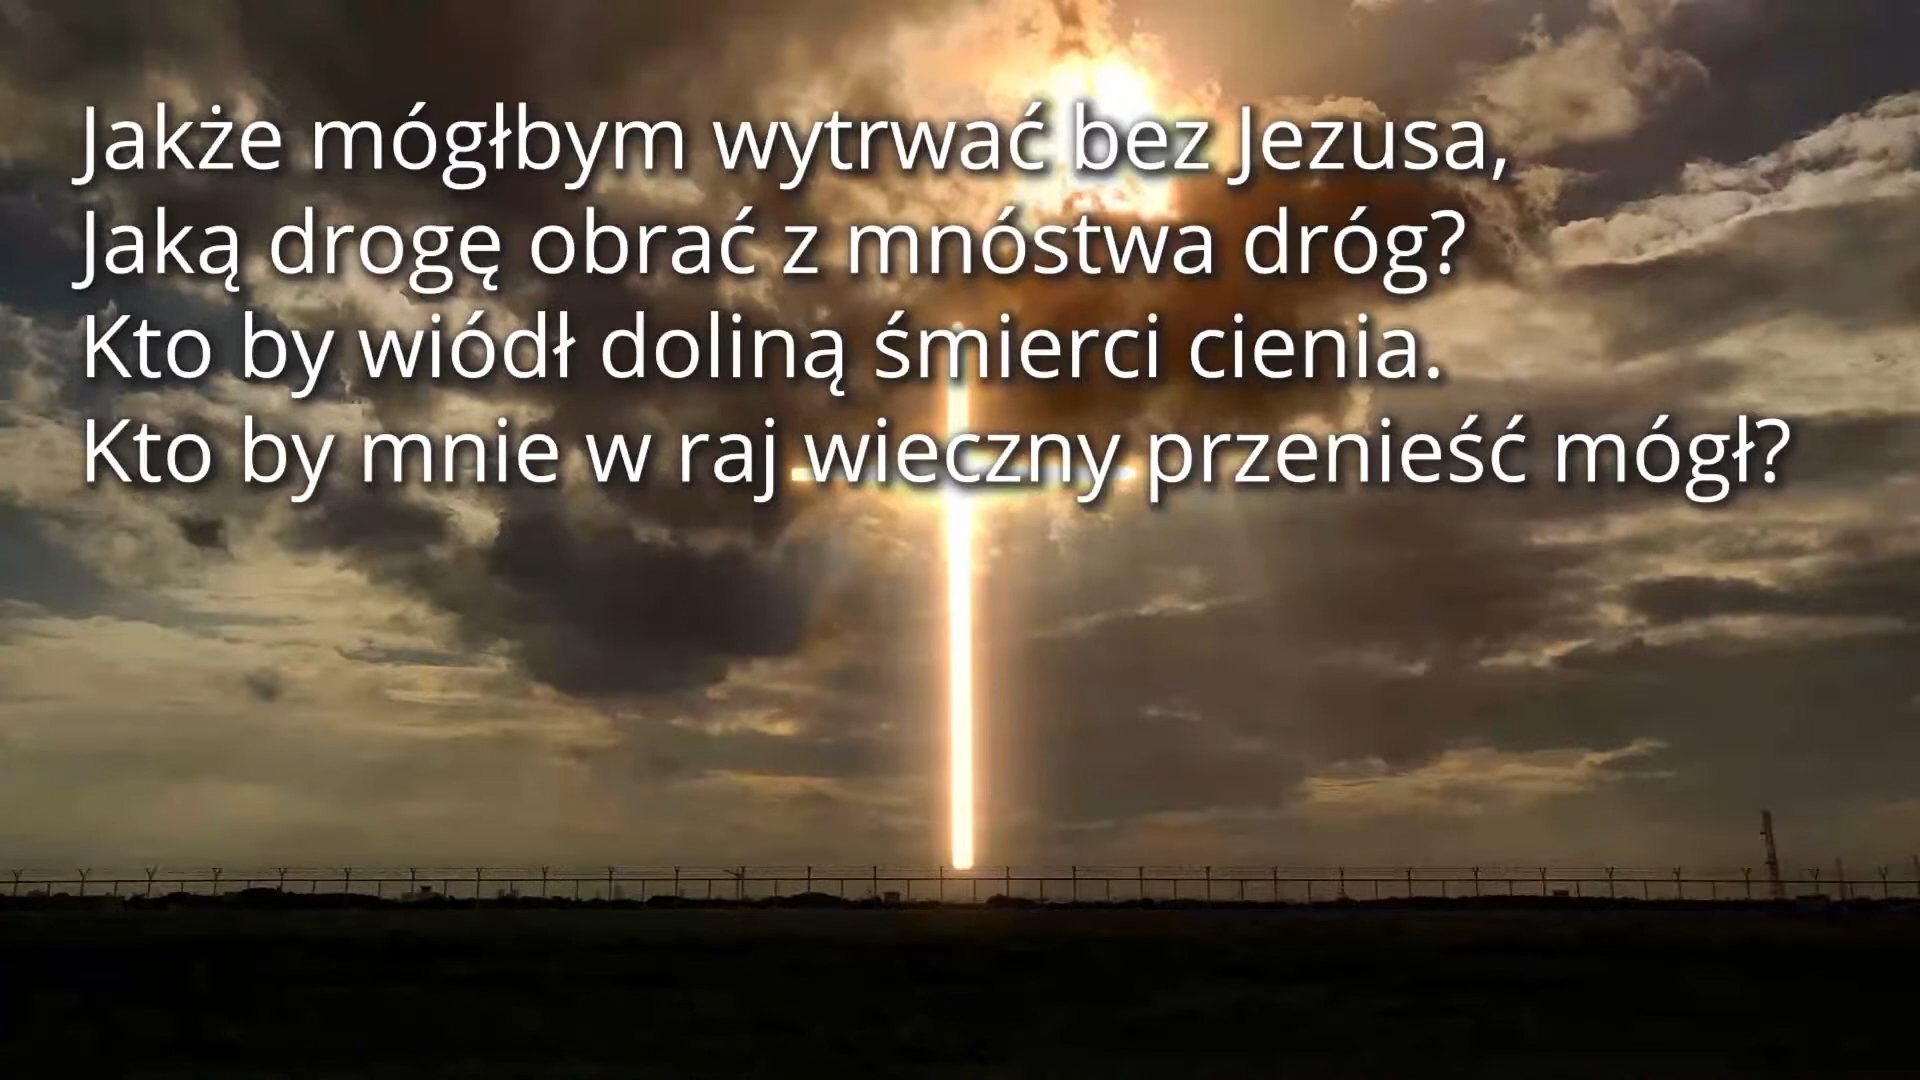 Jakże mógłbym wytrwać bez Jezusa,
Jaką drogę obrać z mnóstwa dróg?
Kto by wiódł doliną śmierci cienia.
Kto by mnie w raj wieczny przenieść mógł?